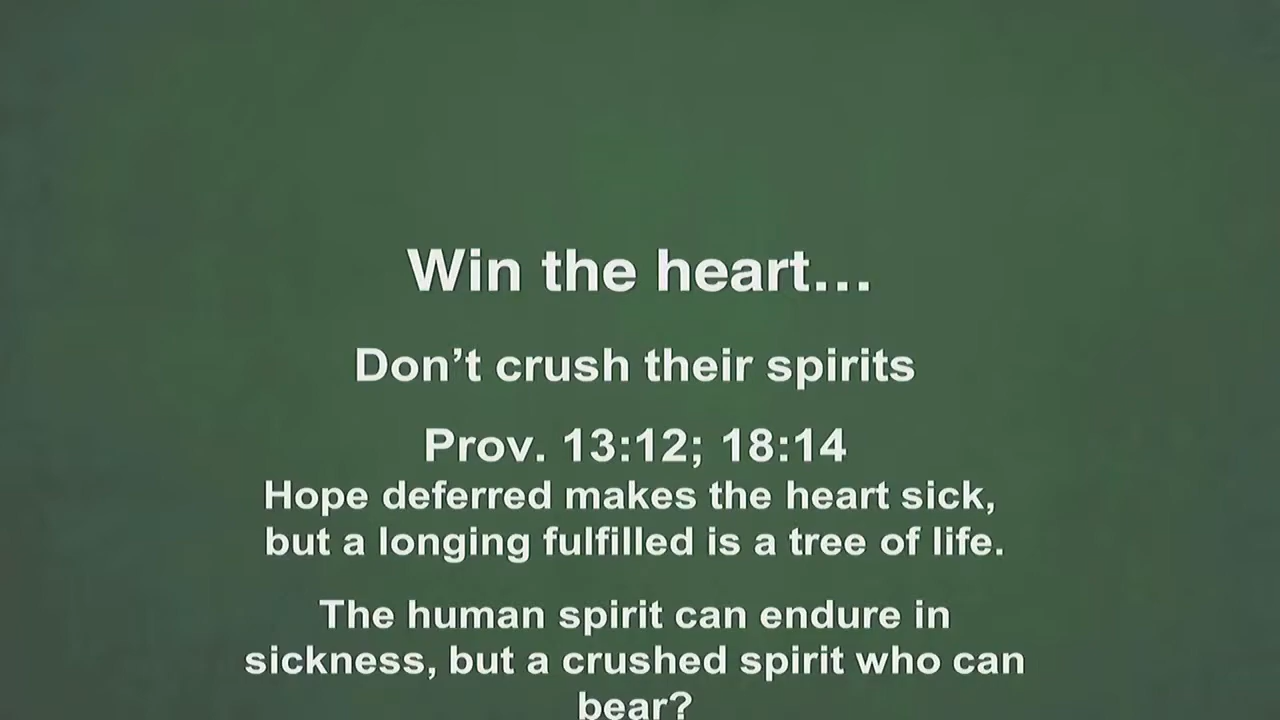 Win the heart…
Don’t crush their spirits
Prov. 13:12; 18:14
Hope deferred makes the heart sick,
but a longing fulfilled is a tree of life.
The human spirit can endure in
sickness, but a crushed spirit who can
bear?